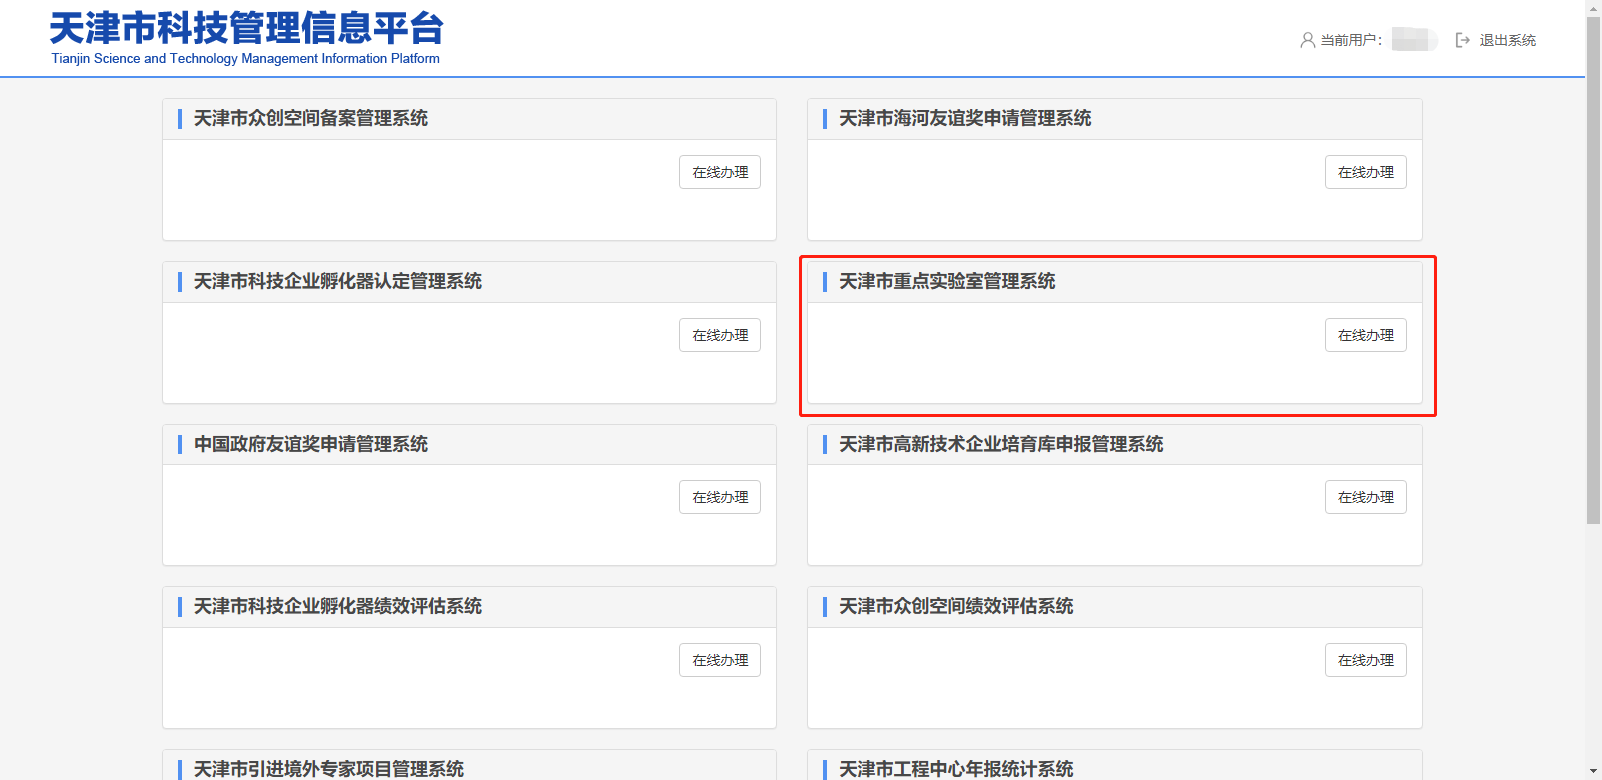 天津市科技管理信息平台
Tianjin Science and Technology Management Information Platform
当前用户：
退出系统
天津市众创空间备案管理系统
在线办理
天津市海河友谊奖申请管理系统
在线办理
天津市科技企业孵化器认定管理系统
在线办理
天津市重点实验室管理系统
在线办理
中国政府友谊奖申请管理系统
在线办理
天津市高新技术企业培育库申报管理系统
在线办理
天津市科技企业孵化器绩效评估系统
在线办理
天津市众创空间绩效评估系统
在线办理
天津市引进境外专家项目管理系统
天津市工程中心年报统计系统